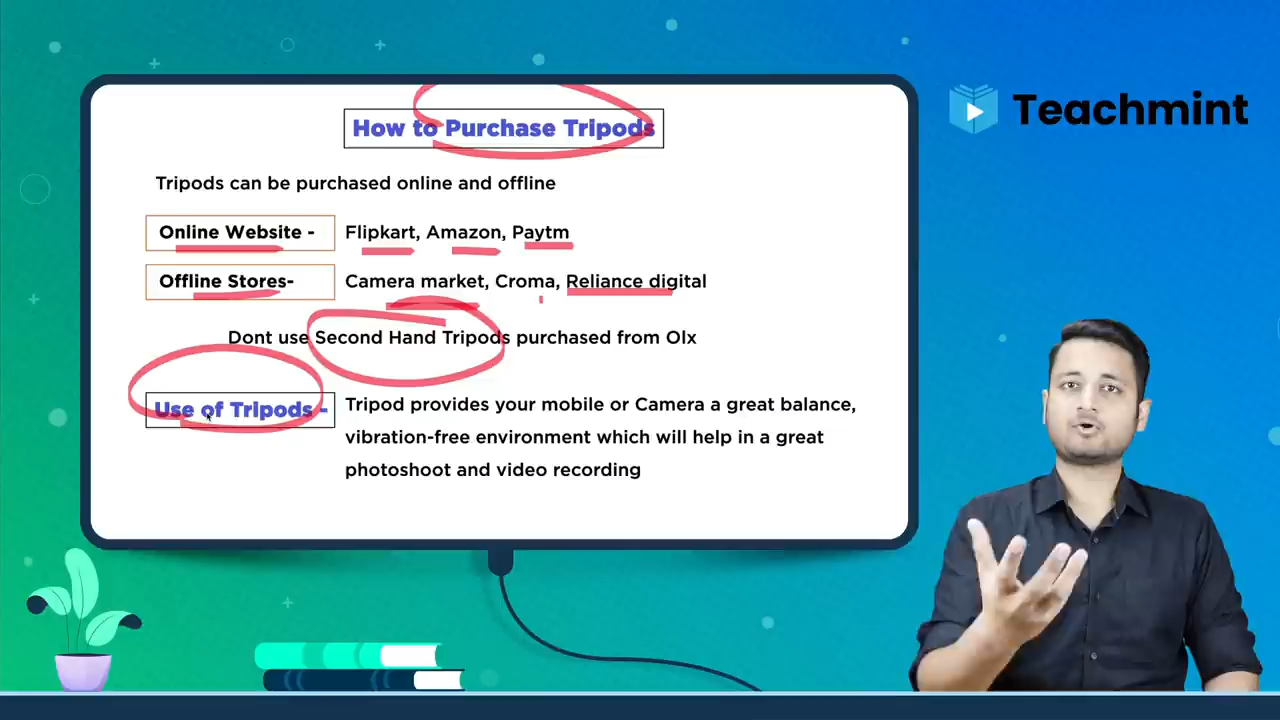 Teachmint
How to Purchase Tripods
Tripods can be purchased online and offline
Online Website - Flipkart, Amazon, Paytm
Offline Stores- Camera market, Croma, Reliance digital
Dont use Second Hand Tripods purchased from Olx
Use of Tripods - Tripod provides your mobile or Camera a great balance,
vibration-free environment which will help in a great
photoshoot and video recording